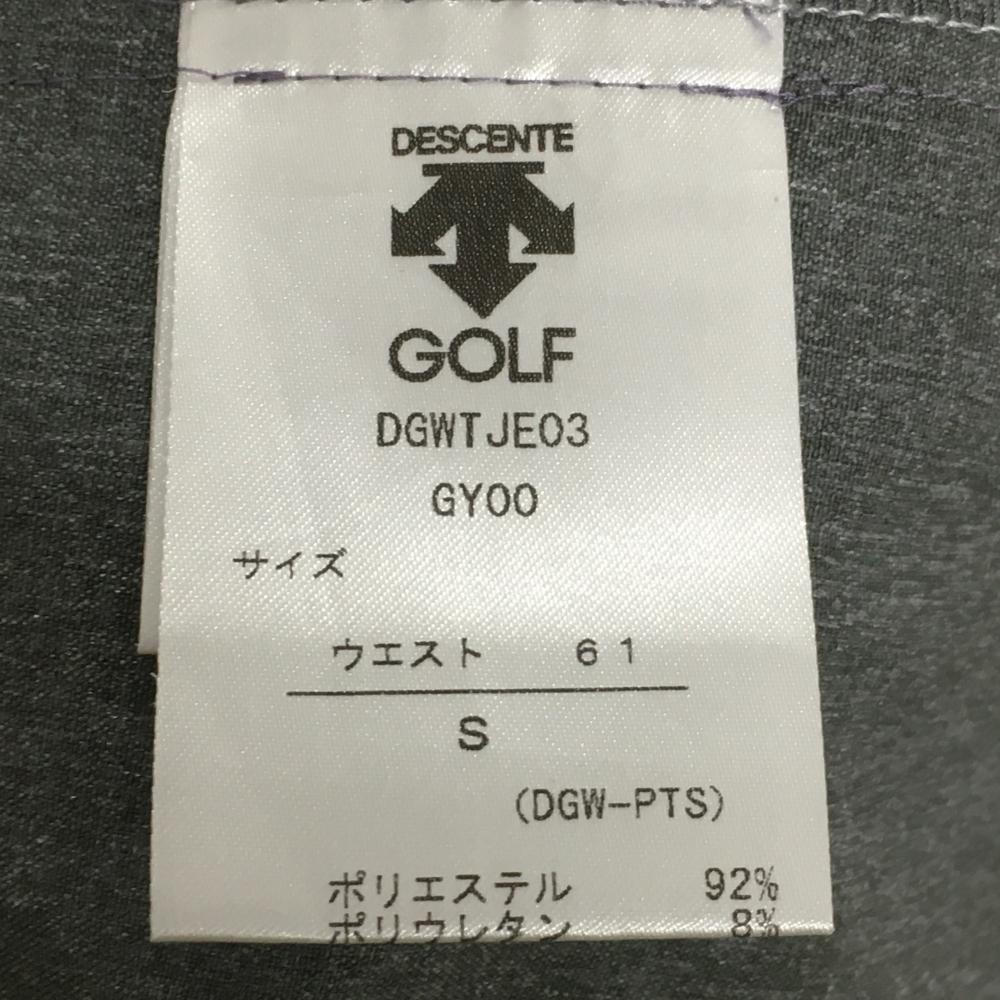 DESCENTE
GOLF
DGWTJE03
GY00
サイズ
ウエスト 61
S
(DGW-PTS)
ポリエステル 92%
ポリウレタン 8%